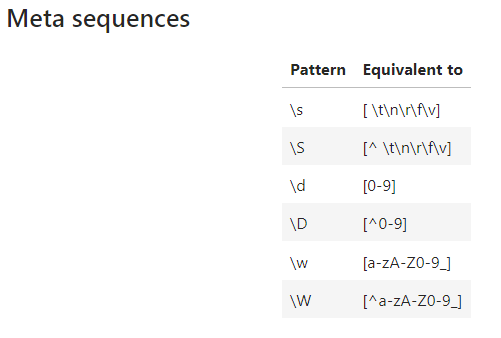 Meta sequences
Pattern Equivalent to
\s [ \t\n\r\f\v]
\S [^ \t\n\r\f\v]
\d [0-9]
\D [^0-9]
\w [a-zA-Z0-9_]
\W [^a-zA-Z0-9_]